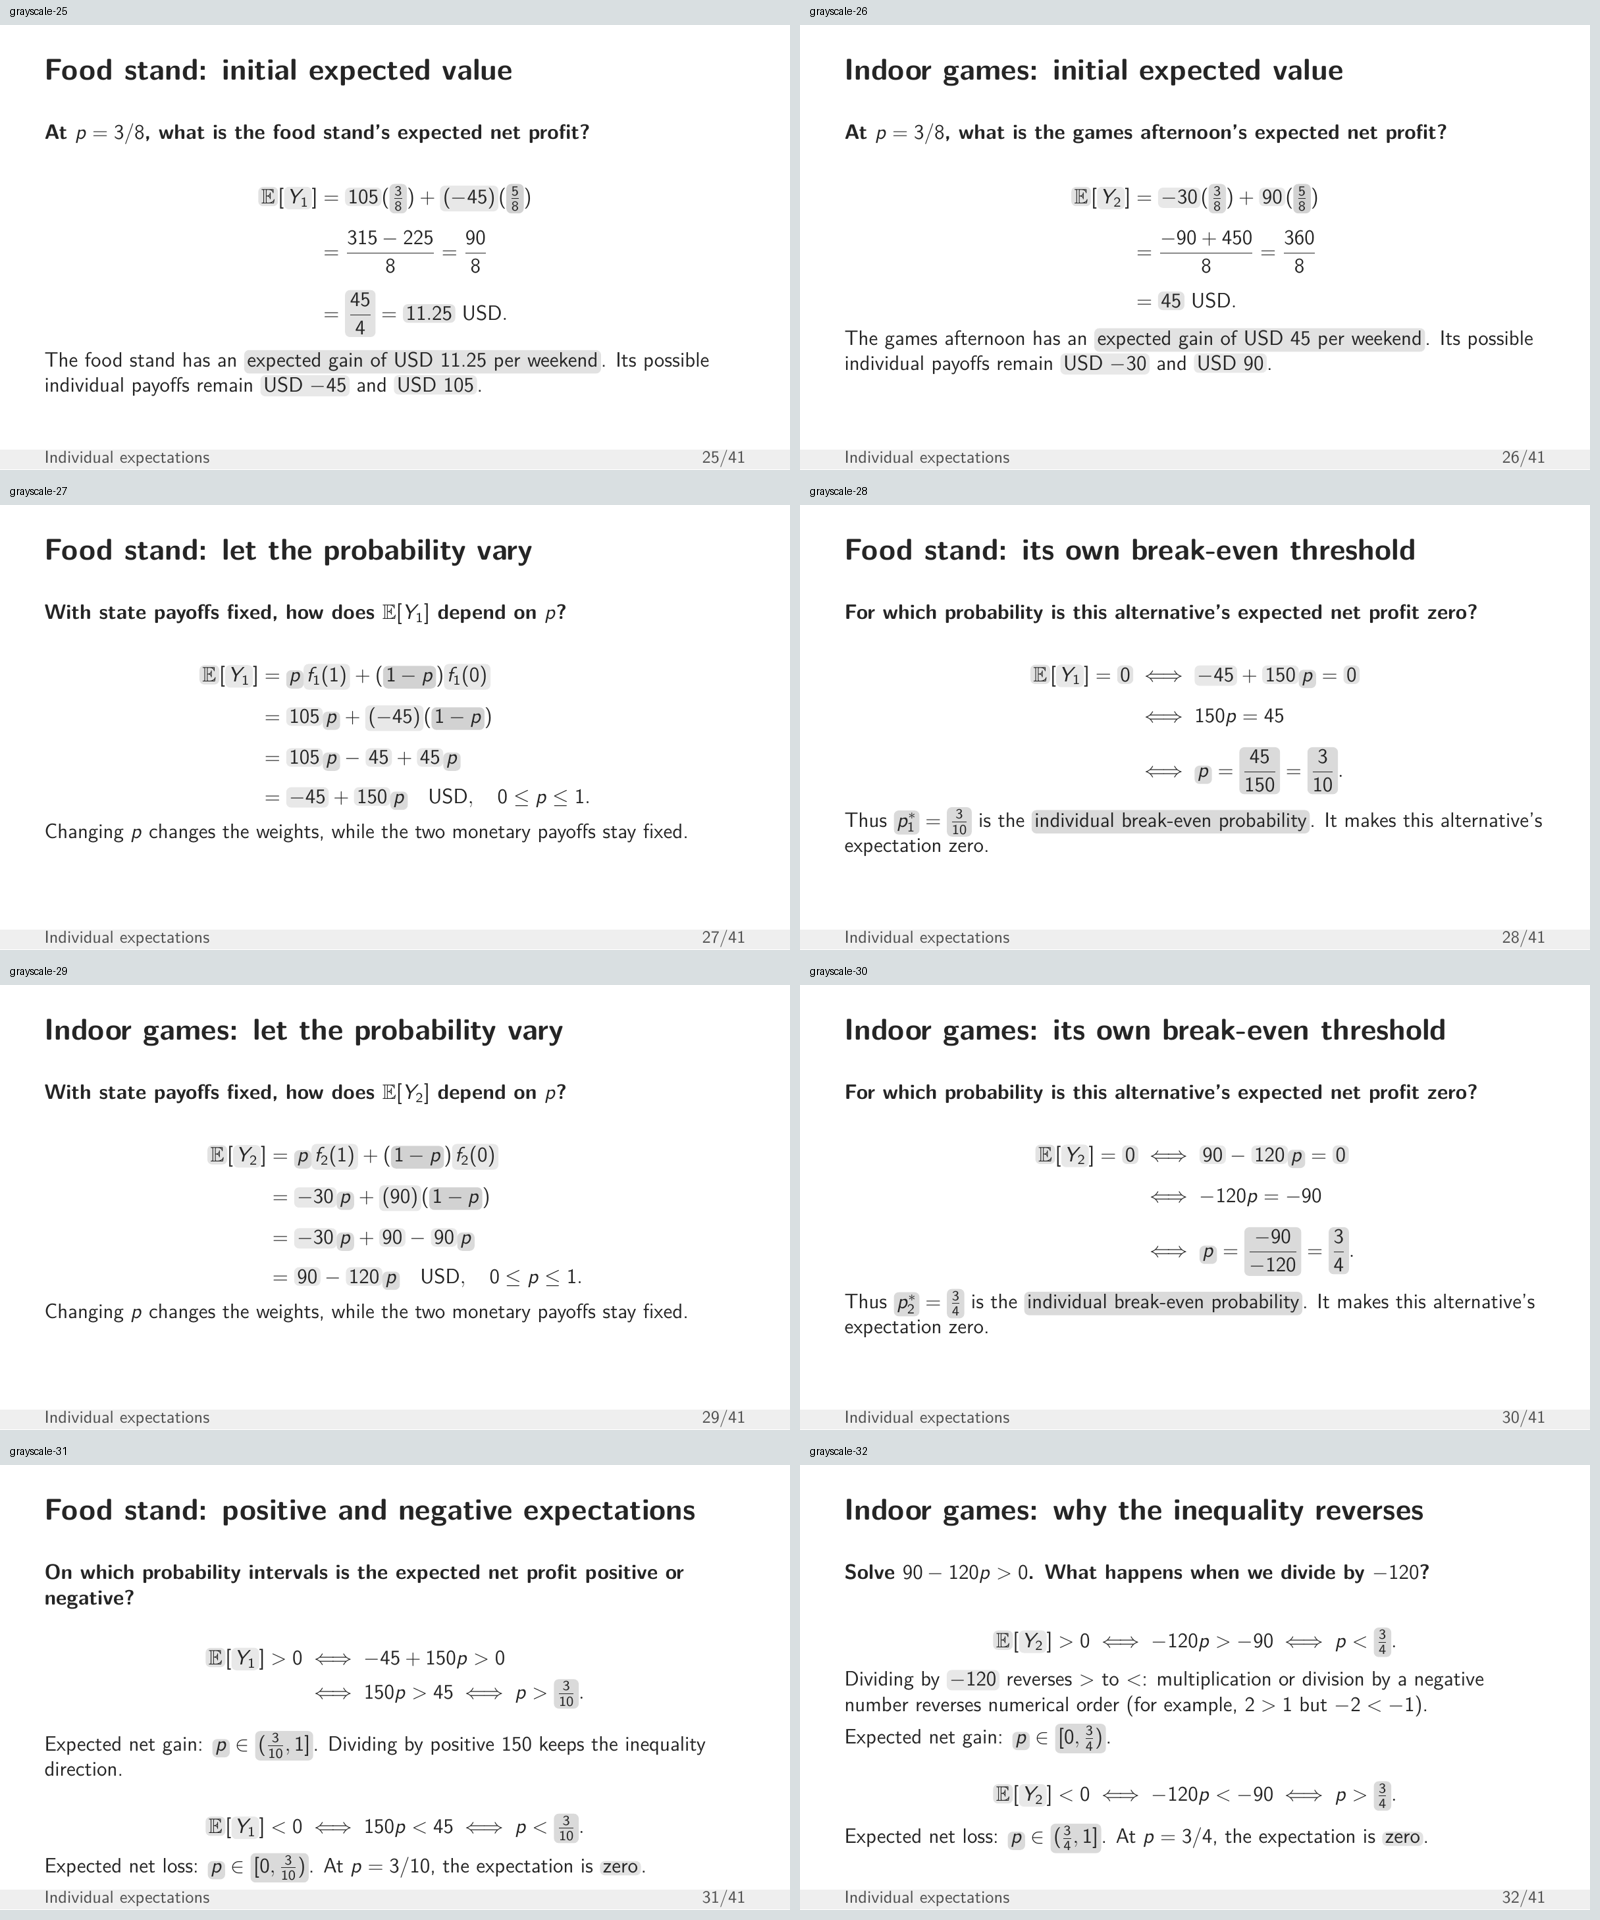 grayscale-25
Food stand: initial expected value
At p = 3/8, what is the food stand's expected net profit?
𝔼[Y₁] = 105(3/8) + (−45)(5/8)
= (315 − 225)/8 = 90/8
= 45/4 = 11.25 USD.
The food stand has an expected gain of USD 11.25 per weekend. Its possible
individual payoffs remain USD −45 and USD 105.
Individual expectations 25/41
grayscale-26
Indoor games: initial expected value
At p = 3/8, what is the games afternoon's expected net profit?
𝔼[Y₂] = −30(3/8) + 90(5/8)
= (−90 + 450)/8 = 360/8
= 45 USD.
The games afternoon has an expected gain of USD 45 per weekend. Its possible
individual payoffs remain USD −30 and USD 90.
Individual expectations 26/41
grayscale-27
Food stand: let the probability vary
With state payoffs fixed, how does 𝔼[Y₁] depend on p?
𝔼[Y₁] = p f₁(1) + (1 − p) f₁(0)
= 105p + (−45)(1 − p)
= 105p − 45 + 45p
= −45 + 150p USD, 0 ≤ p ≤ 1.
Changing p changes the weights, while the two monetary payoffs stay fixed.
Individual expectations 27/41
grayscale-28
Food stand: its own break-even threshold
For which probability is this alternative's expected net profit zero?
𝔼[Y₁] = 0 ⟺ −45 + 150p = 0
⟺ 150p = 45
⟺ p = 45/150 = 3/10.
Thus p₁* = 3/10 is the individual break-even probability. It makes this alternative's
expectation zero.
Individual expectations 28/41
grayscale-29
Indoor games: let the probability vary
With state payoffs fixed, how does 𝔼[Y₂] depend on p?
𝔼[Y₂] = p f₂(1) + (1 − p) f₂(0)
= −30p + (90)(1 − p)
= −30p + 90 − 90p
= 90 − 120p USD, 0 ≤ p ≤ 1.
Changing p changes the weights, while the two monetary payoffs stay fixed.
Individual expectations 29/41
grayscale-30
Indoor games: its own break-even threshold
For which probability is this alternative's expected net profit zero?
𝔼[Y₂] = 0 ⟺ 90 − 120p = 0
⟺ −120p = −90
⟺ p = −90/−120 = 3/4.
Thus p₂* = 3/4 is the individual break-even probability. It makes this alternative's
expectation zero.
Individual expectations 30/41
grayscale-31
Food stand: positive and negative expectations
On which probability intervals is the expected net profit positive or
negative?
𝔼[Y₁] > 0 ⟺ −45 + 150p > 0
⟺ 150p > 45 ⟺ p > 3/10.
Expected net gain: p ∈ (3/10, 1]. Dividing by positive 150 keeps the inequality
direction.
𝔼[Y₁] < 0 ⟺ 150p < 45 ⟺ p < 3/10.
Expected net loss: p ∈ [0, 3/10). At p = 3/10, the expectation is zero.
Individual expectations 31/41
grayscale-32
Indoor games: why the inequality reverses
Solve 90 − 120p > 0. What happens when we divide by −120?
𝔼[Y₂] > 0 ⟺ −120p > −90 ⟺ p < 3/4.
Dividing by −120 reverses > to <: multiplication or division by a negative
number reverses numerical order (for example, 2 > 1 but −2 < −1).
Expected net gain: p ∈ [0, 3/4).
𝔼[Y₂] < 0 ⟺ −120p < −90 ⟺ p > 3/4.
Expected net loss: p ∈ (3/4, 1]. At p = 3/4, the expectation is zero.
Individual expectations 32/41